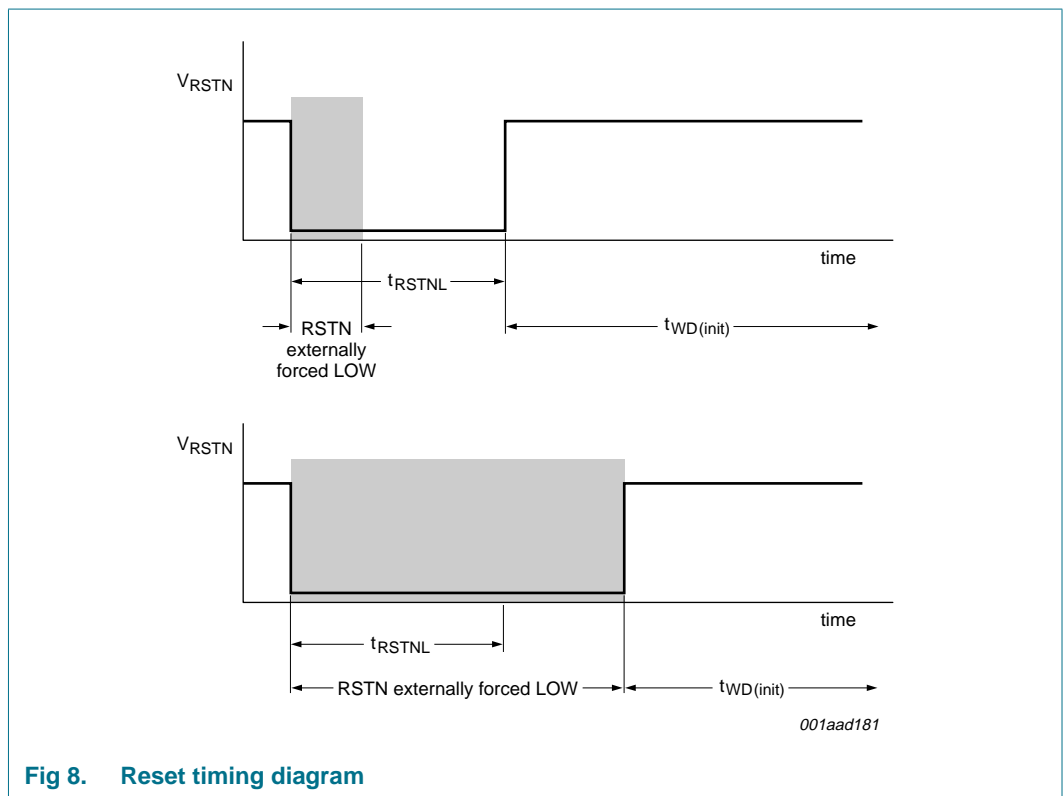 VRSTN
time
tRSTNL
tWD(init)
RSTN
externally
forced LOW
VRSTN
time
tRSTNL
RSTN externally forced LOW
tWD(init)
001aad181
Fig 8. Reset timing diagram